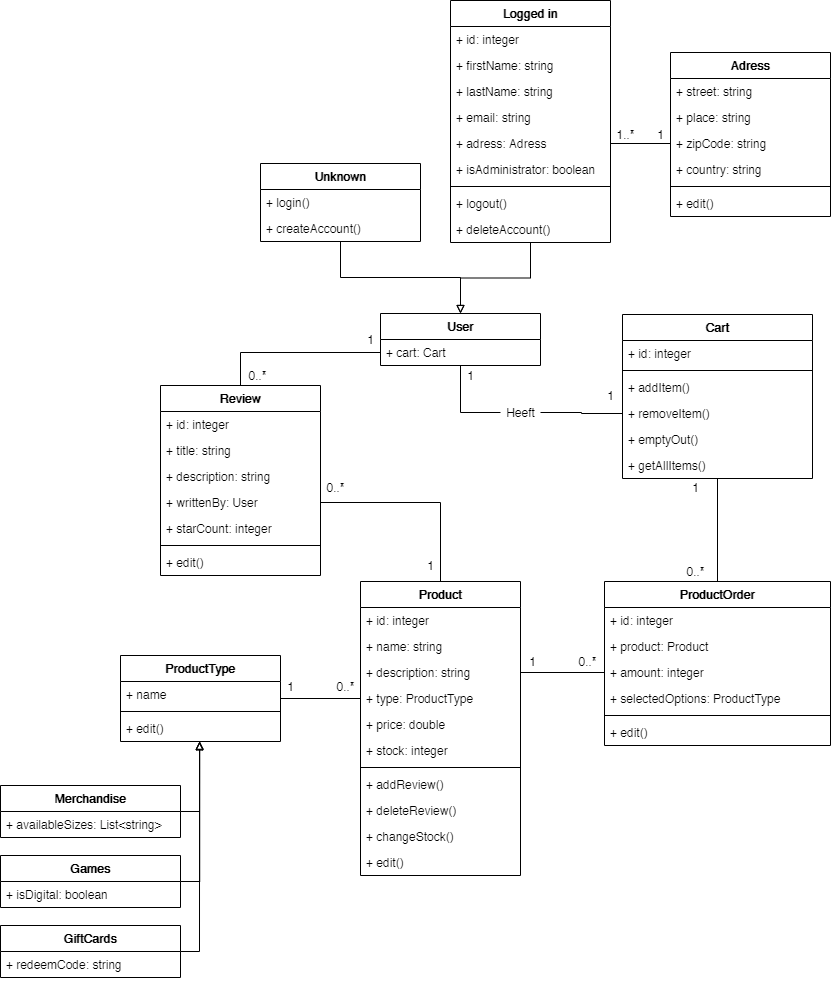 Logged in
+ id: integer
+ firstName: string
+ lastName: string
+ email: string
+ adress: Adress
+ isAdministrator: boolean
+ logout()
+ deleteAccount()
1..*
1
Adress
+ street: string
+ place: string
+ zipCode: string
+ country: string
+ edit()
Unknown
+ login()
+ createAccount()
User
+ cart: Cart
1
0..*
1
Heeft
1
Cart
+ id: integer
+ addItem()
+ removeItem()
+ emptyOut()
+ getAllItems()
1
0..*
Review
+ id: integer
+ title: string
+ description: string
+ writtenBy: User
+ starCount: integer
+ edit()
0..*
1
Product
+ id: integer
+ name: string
+ description: string
+ type: ProductType
+ price: double
+ stock: integer
+ addReview()
+ deleteReview()
+ changeStock()
+ edit()
1
0..*
ProductOrder
+ id: integer
+ product: Product
+ amount: integer
+ selectedOptions: ProductType
+ edit()
ProductType
+ name
+ edit()
1
0..*
Merchandise
+ availableSizes: List<string>
Games
+ isDigital: boolean
GiftCards
+ redeemCode: string